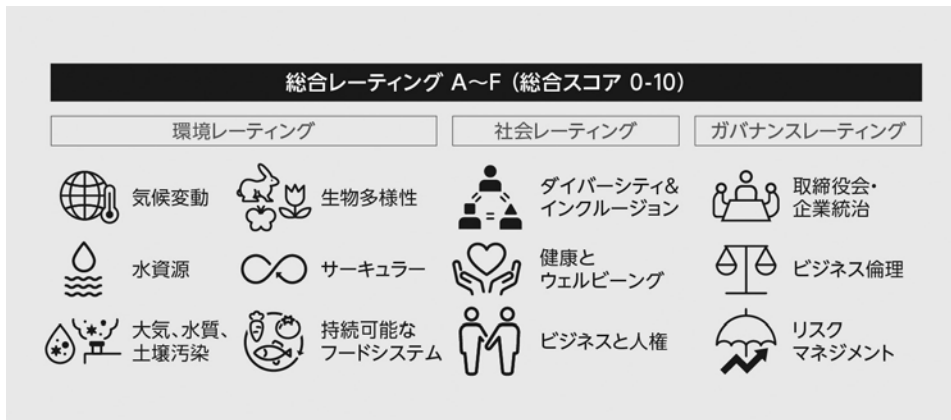 総合レーティング A～F（総合スコア 0-10）
環境レーティング
社会レーティング
ガバナンスレーティング
気候変動
生物多様性
ダイバーシティ&
インクルージョン
取締役会・
企業統治
水資源
サーキュラー
健康と
ウェルビーング
ビジネス倫理
大気、水質、
土壌汚染
持続可能な
フードシステム
ビジネスと人権
リスク
マネジメント